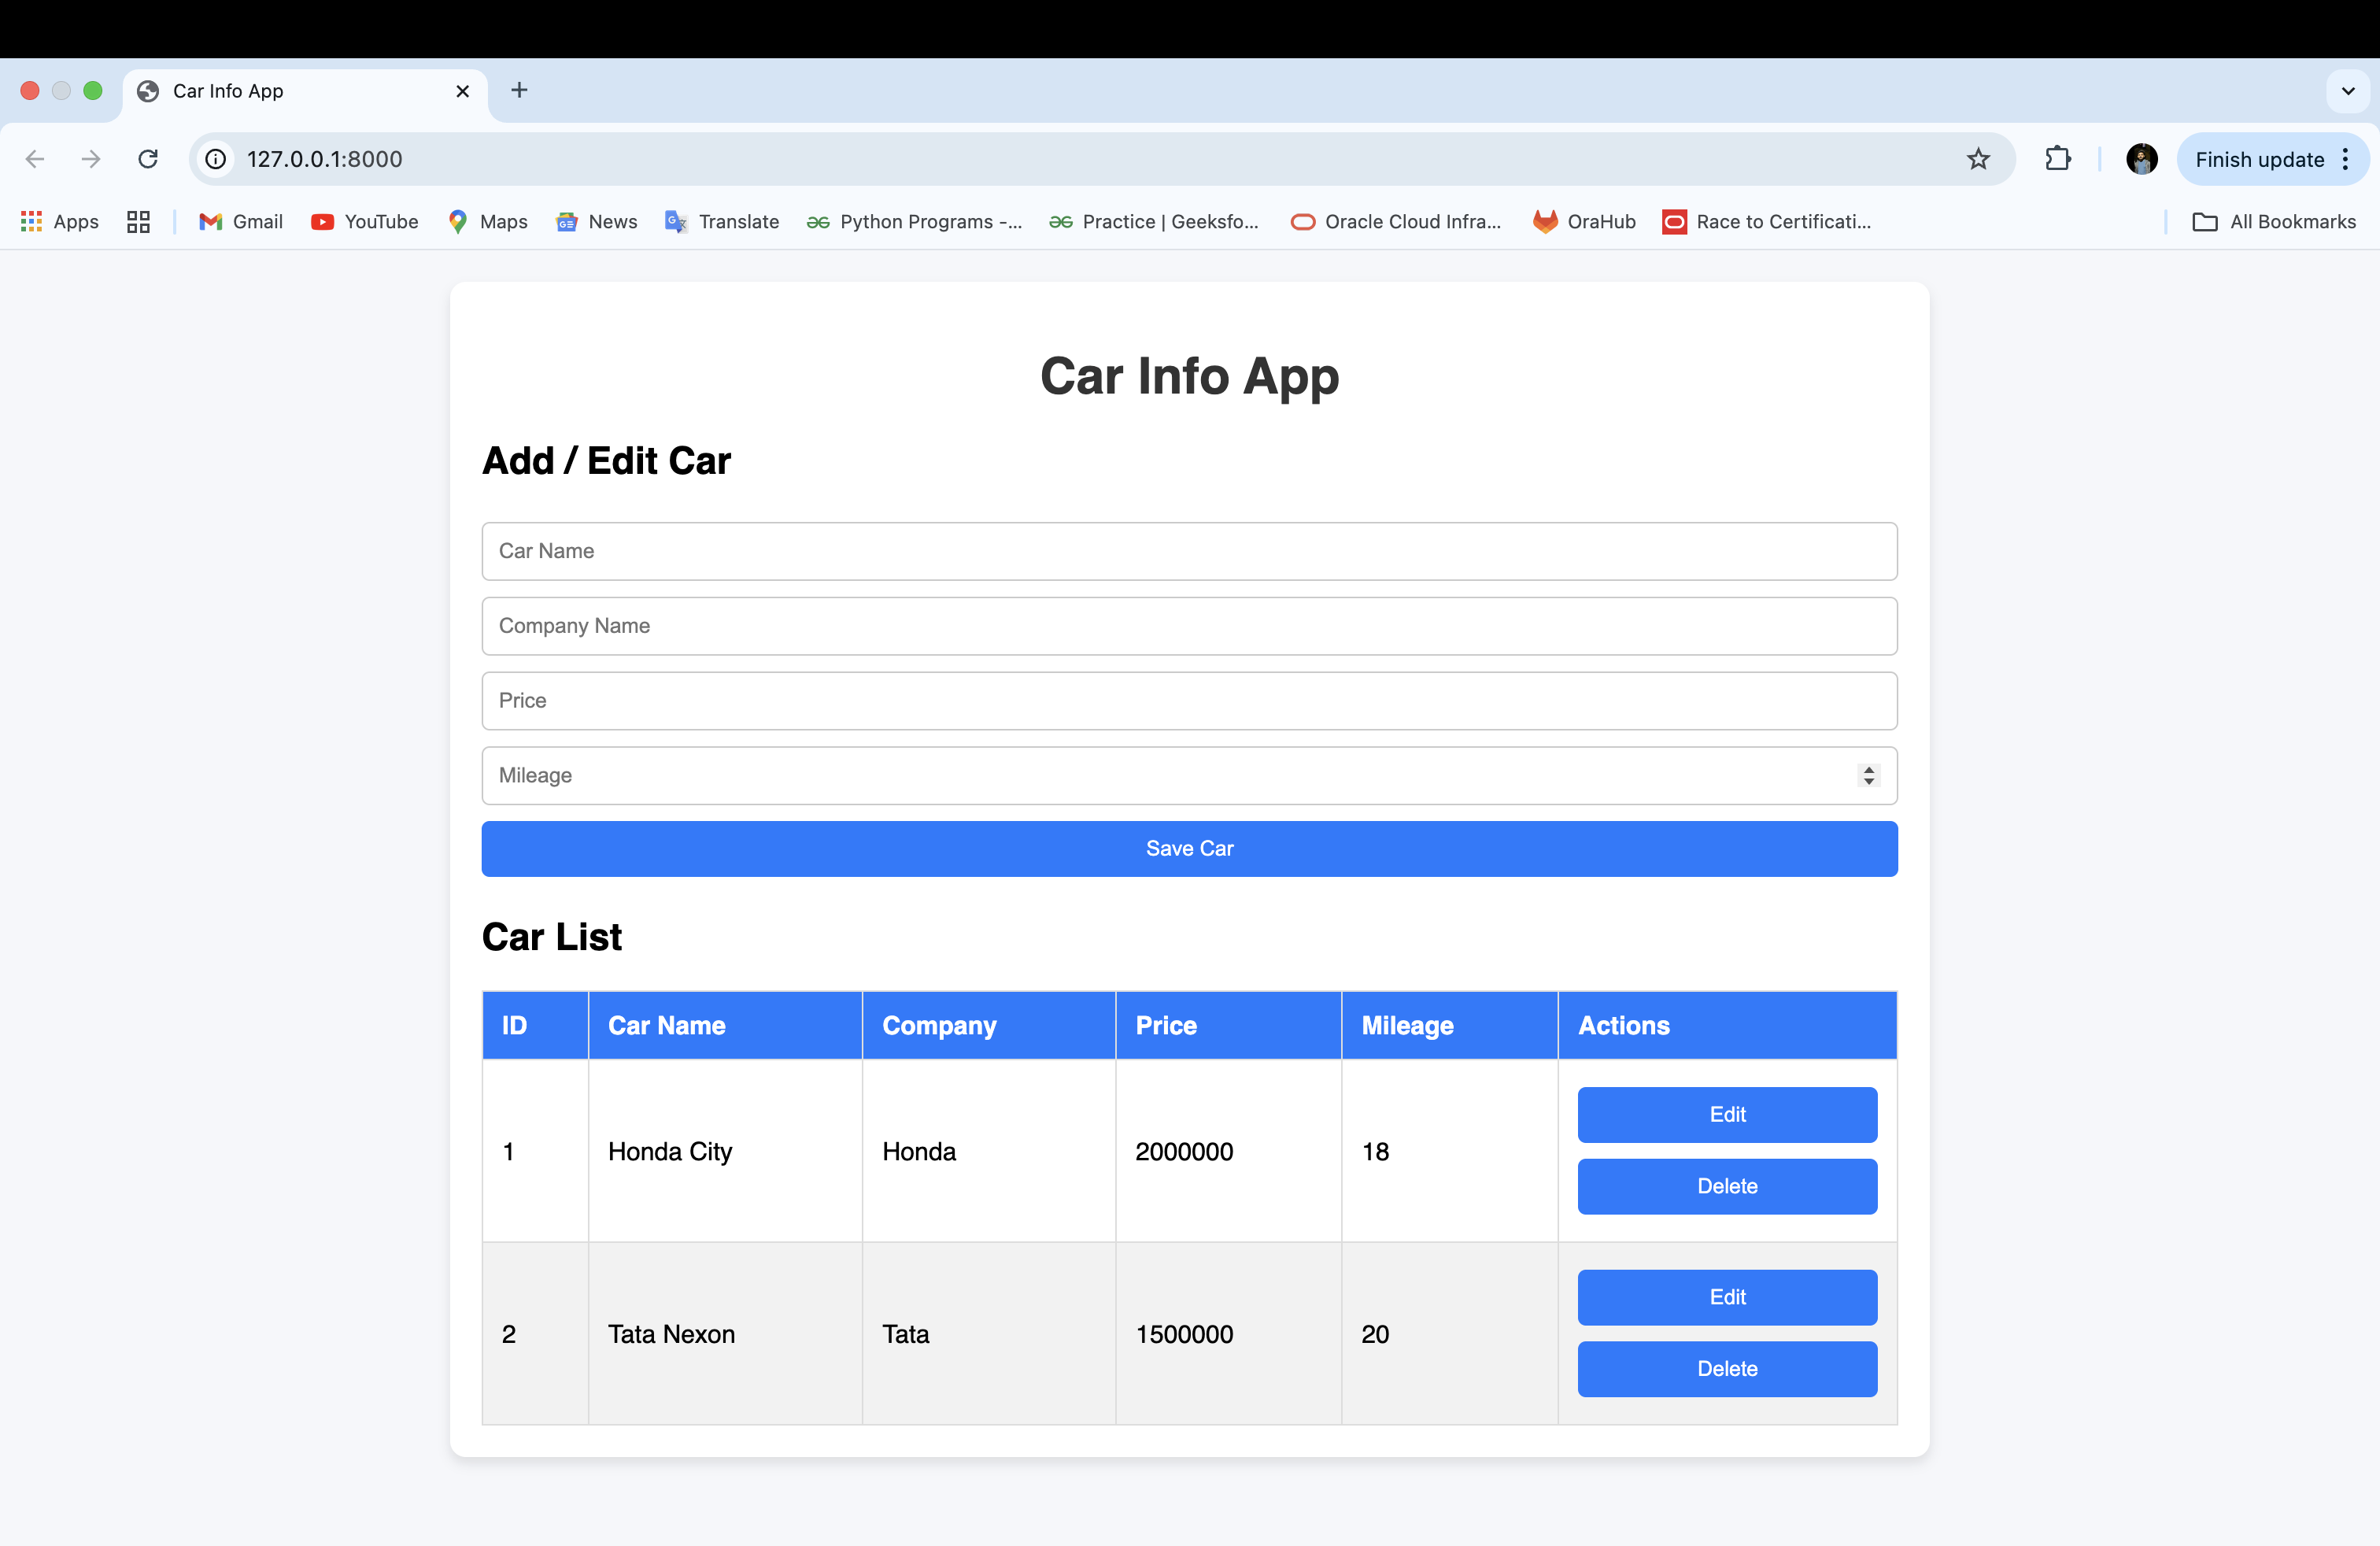 Car Info App
127.0.0.1:8000
Finish update
Apps Gmail YouTube Maps News Translate Python Programs -... Practice | Geeksfo... Oracle Cloud Infra... OraHub Race to Certificati... All Bookmarks
Car Info App
Add / Edit Car
Car Name
Company Name
Price
Mileage
Save Car
Car List
ID Car Name Company Price Mileage Actions
1 Honda City Honda 2000000 18 Edit
Delete
2 Tata Nexon Tata 1500000 20 Edit
Delete